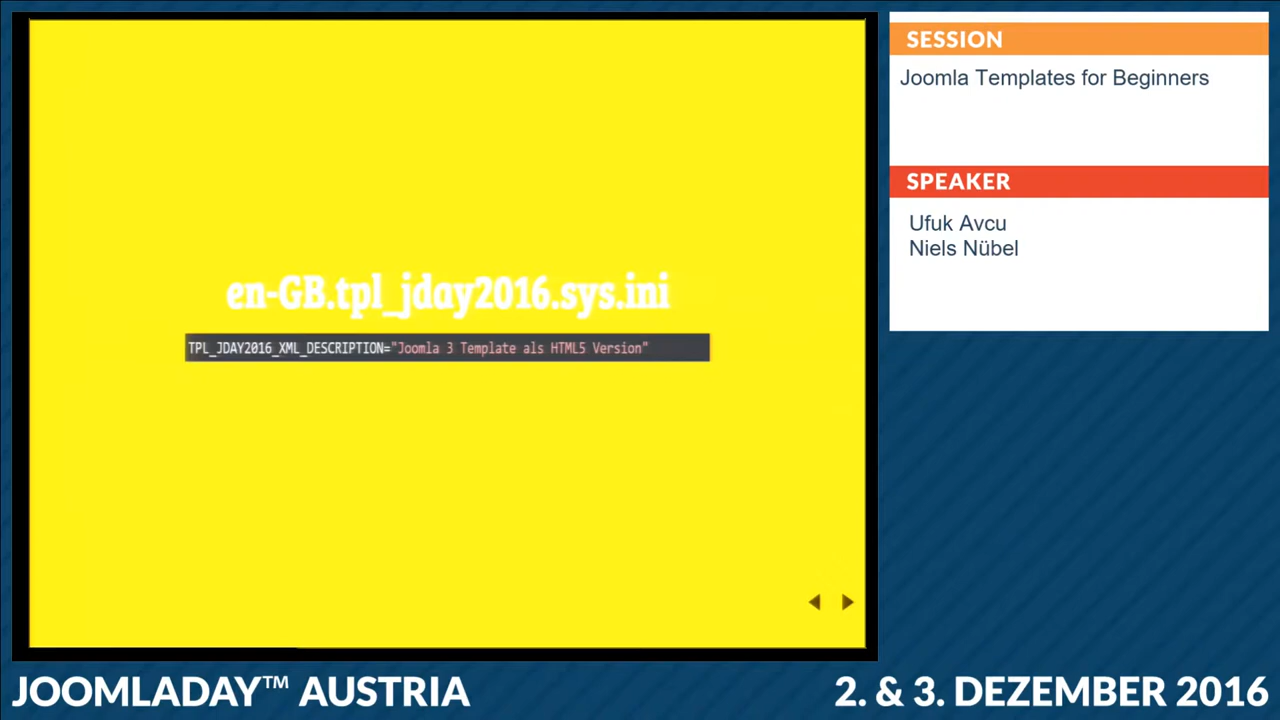 en-GB.tpl_jday2016.sys.ini
TPL_JDAY2016_XML_DESCRIPTION="Joomla 3 Template als HTML5 Version"
SESSION
Joomla Templates for Beginners
SPEAKER
Ufuk Avcu
Niels Nübel
JOOMLADAY™ AUSTRIA
2. & 3. DEZEMBER 2016